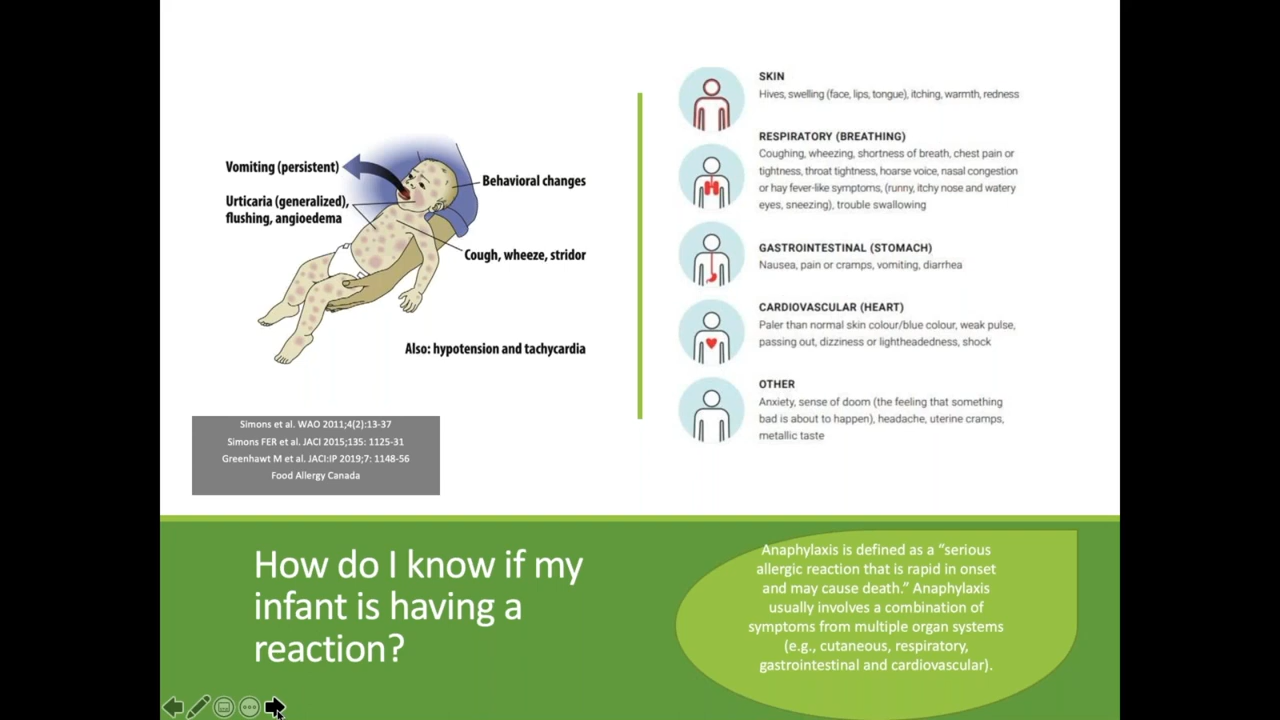 Vomiting (persistent)
Urticaria (generalized),
flushing, angioedema
Behavioral changes
Cough, wheeze, stridor
Also: hypotension and tachycardia
Simons et al. WAO 2011;4(2):13-37
Simons FER et al. JACI 2015;135: 1125-31
Greenhawt M et al. JACI:IP 2019;7: 1148-56
Food Allergy Canada
SKIN
Hives, swelling (face, lips, tongue), itching, warmth, redness
RESPIRATORY (BREATHING)
Coughing, wheezing, shortness of breath, chest pain or
tightness, throat tightness, hoarse voice, nasal congestion
or hay fever-like symptoms, (runny, itchy nose and watery
eyes, sneezing), trouble swallowing
GASTROINTESTINAL (STOMACH)
Nausea, pain or cramps, vomiting, diarrhea
CARDIOVASCULAR (HEART)
Paler than normal skin colour/blue colour, weak pulse,
passing out, dizziness or lightheadedness, shock
OTHER
Anxiety, sense of doom (the feeling that something
bad is about to happen), headache, uterine cramps,
metallic taste
How do I know if my
infant is having a
reaction?
Anaphylaxis is defined as a “serious
allergic reaction that is rapid in onset
and may cause death.” Anaphylaxis
usually involves a combination of
symptoms from multiple organ systems
(e.g., cutaneous, respiratory,
gastrointestinal and cardiovascular).